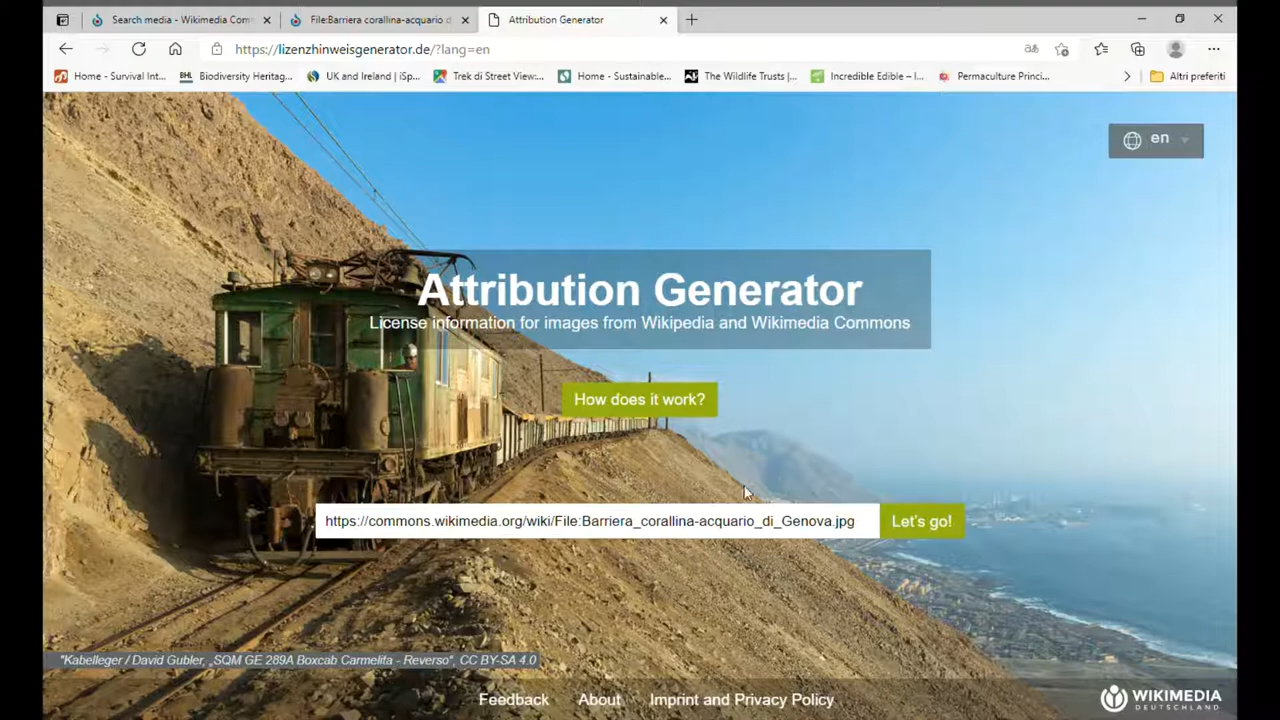 Search media - Wikimedia Com
File:Barriera corallina-acquario d
Attribution Generator
https://lizenzhinweisgenerator.de/?lang=en
Home - Survival Int...
BHL
Biodiversity Heritag...
UK and Ireland | iSp...
Trek di Street View:...
Home - Sustainable...
The Wildlife Trusts |...
Incredible Edible – I...
Permaculture Princi...
Altri preferiti
en
Attribution Generator
License information for images from Wikipedia and Wikimedia Commons
How does it work?
https://commons.wikimedia.org/wiki/File:Barriera_corallina-acquario_di_Genova.jpg
Let's go!
"Kabelleger / David Gubler, „SQM GE 289A Boxcab Carmelita - Reverso", CC BY-SA 4.0
Feedback
About
Imprint and Privacy Policy
WIKIMEDIA
DEUTSCHLAND